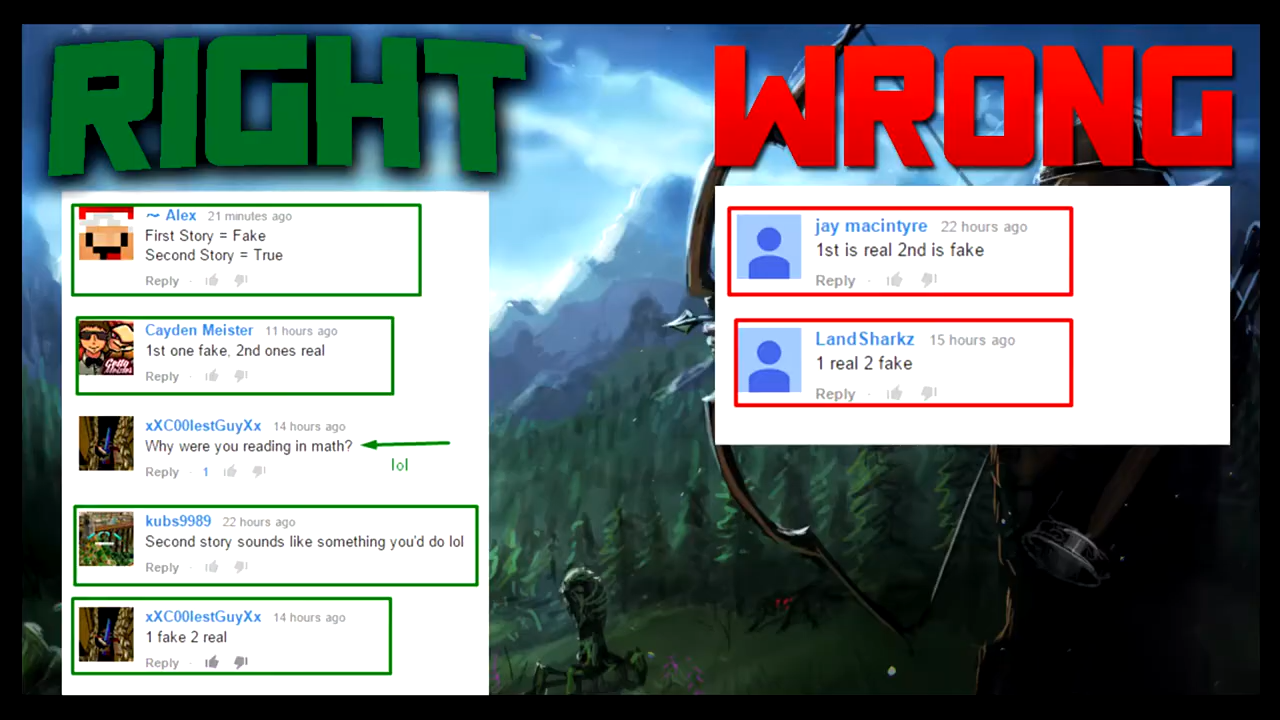 RIGHT
~ Alex 21 minutes ago
First Story = Fake
Second Story = True
Reply
Cayden Meister 11 hours ago
1st one fake, 2nd ones real
Reply
xXC00lestGuyXx 14 hours ago
Why were you reading in math?
lol
Reply · 1
kubs9989 22 hours ago
Second story sounds like something you'd do lol
Reply
xXC00lestGuyXx 14 hours ago
1 fake 2 real
Reply
WRONG
jay macintyre 22 hours ago
1st is real 2nd is fake
Reply
LandSharkz 15 hours ago
1 real 2 fake
Reply